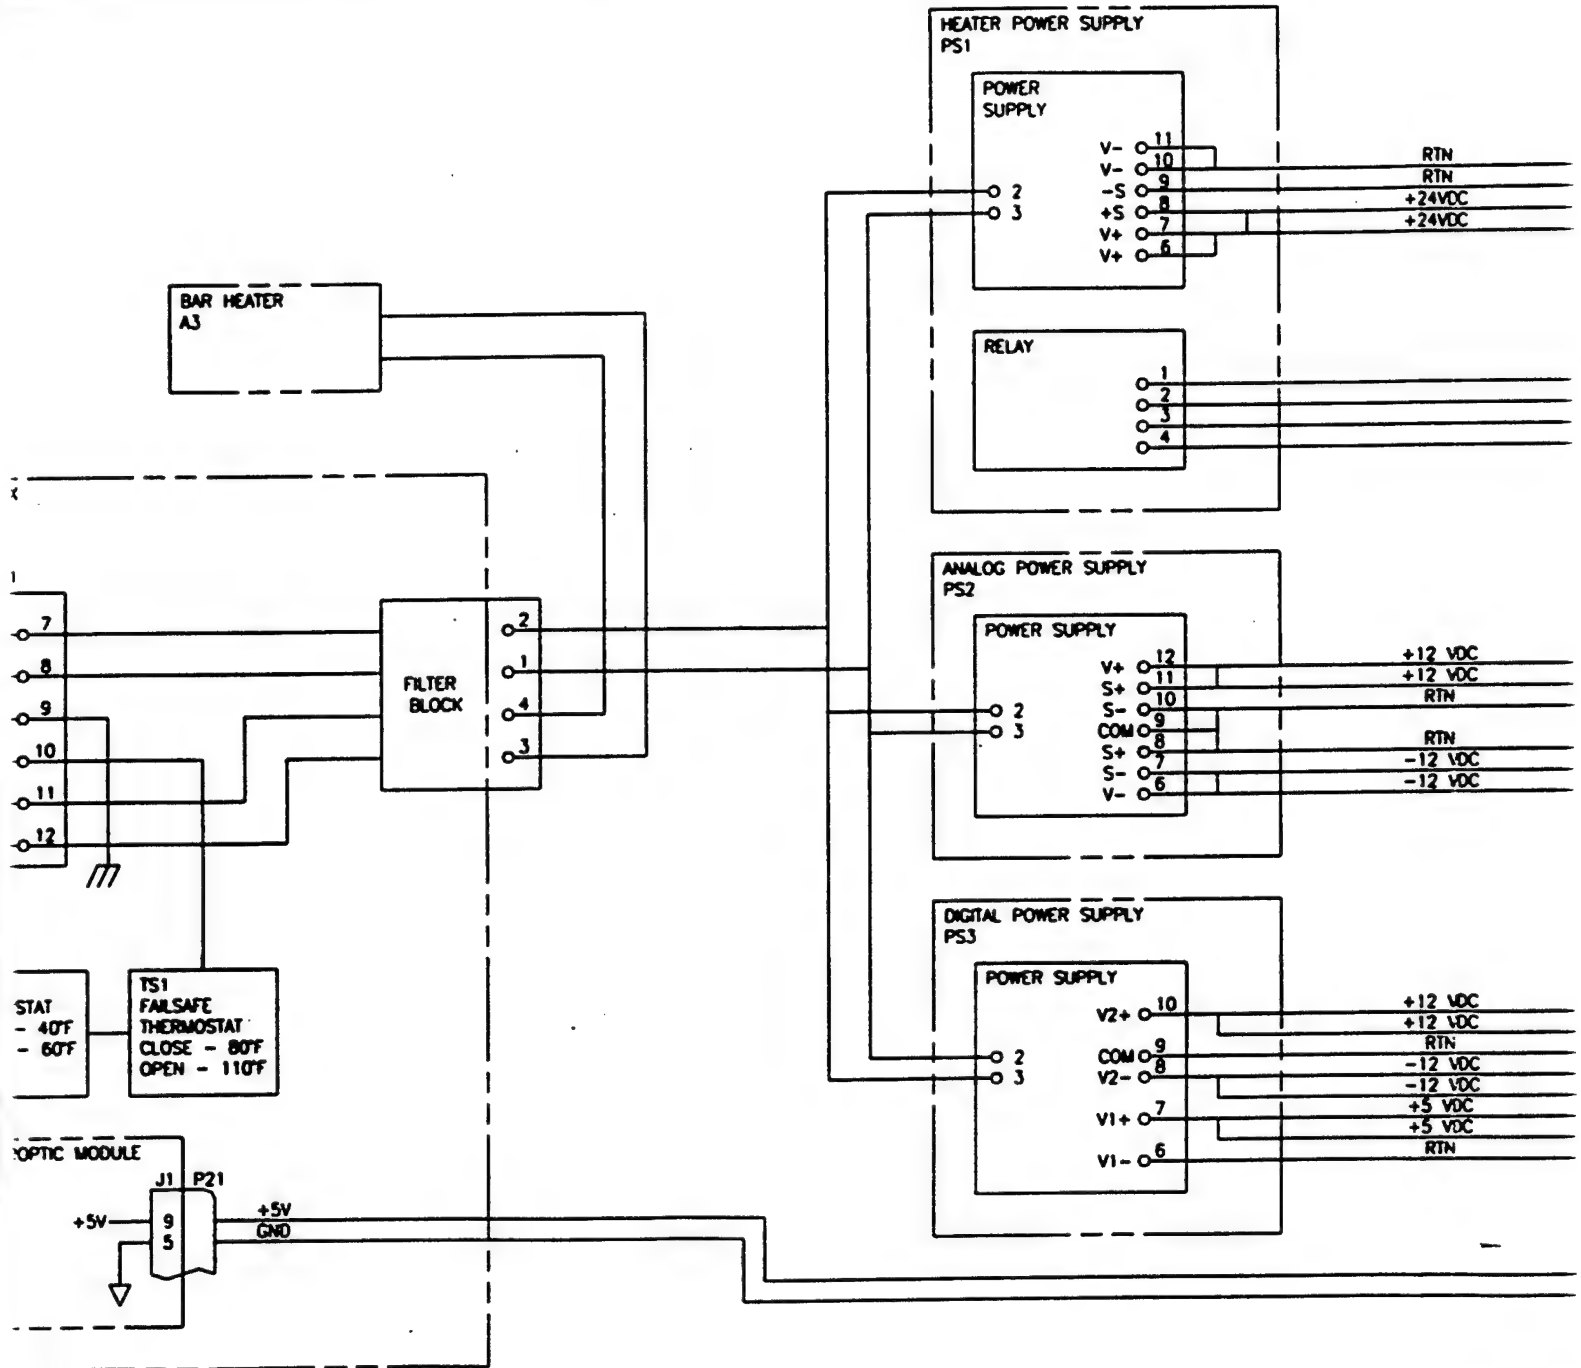 HEATER POWER SUPPLY
PS1
POWER
SUPPLY
V- 11
V- 10
-S 9
+S 8
V+ 7
V+ 6
2
3
RTN
RTN
+24VDC
+24VDC
BAR HEATER
A3
RELAY
1
2
3
4
X
1
7
8
9
10
11
12
FILTER
BLOCK
2
1
4
3
ANALOG POWER SUPPLY
PS2
POWER SUPPLY
V+ 12
S+ 11
S- 10
COM 9
S+ 8
S- 7
V- 6
2
3
+12 VDC
+12 VDC
RTN
RTN
-12 VDC
-12 VDC
DIGITAL POWER SUPPLY
PS3
POWER SUPPLY
V2+ 10
COM 9
V2- 8
V1+ 7
V1- 6
2
3
+12 VDC
+12 VDC
RTN
-12 VDC
-12 VDC
+5 VDC
+5 VDC
RTN
STAT
- 40°F
- 60°F
TS1
FAILSAFE
THERMOSTAT
CLOSE - 80°F
OPEN - 110°F
OPTIC MODULE
J1 P21
+5V 9 +5V
5 GND